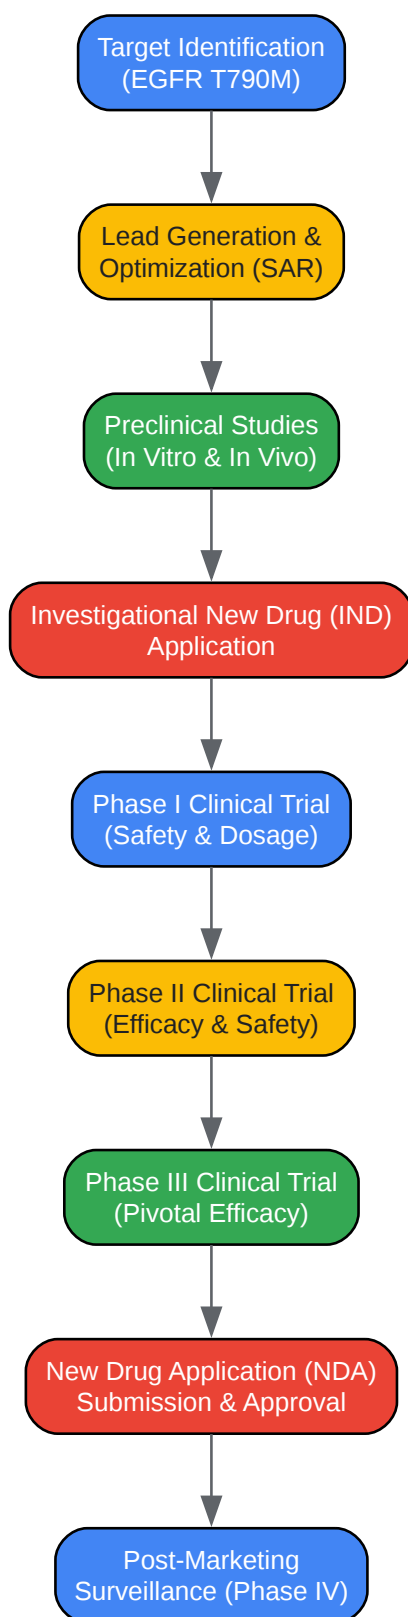 Target Identification
(EGFR T790M)
Lead Generation &
Optimization (SAR)
Preclinical Studies
(In Vitro & In Vivo)
Investigational New Drug (IND)
Application
Phase I Clinical Trial
(Safety & Dosage)
Phase II Clinical Trial
(Efficacy & Safety)
Phase III Clinical Trial
(Pivotal Efficacy)
New Drug Application (NDA)
Submission & Approval
Post-Marketing
Surveillance (Phase IV)